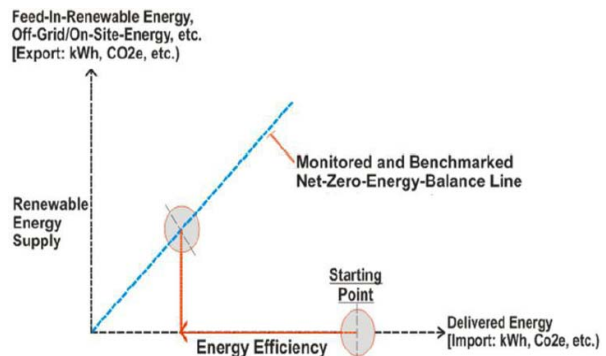 Feed-In-Renewable Energy,
Off-Grid/On-Site-Energy, etc.
[Export: kWh, CO2e, etc.)
Monitored and Benchmarked
Net-Zero-Energy-Balance Line
Renewable
Energy
Supply
Starting
Point
Delivered Energy
[Import: kWh, Co2e, etc.)
Energy Efficiency